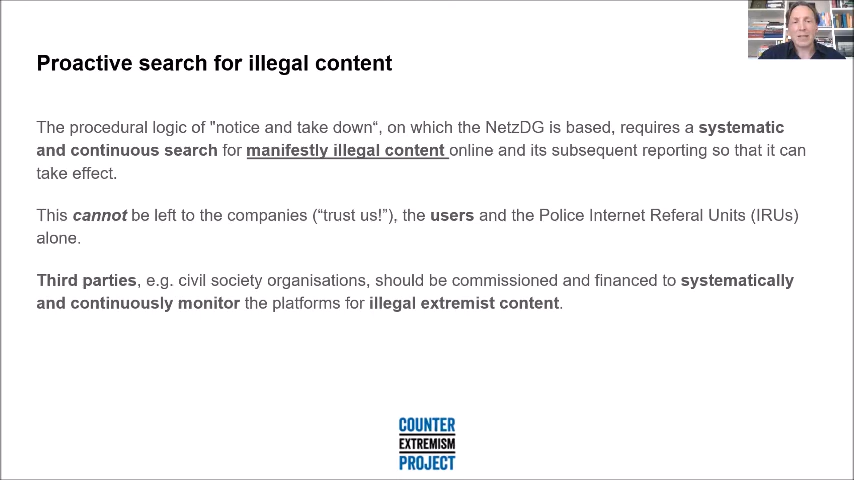 Proactive search for illegal content
The procedural logic of "notice and take down“, on which the NetzDG is based, requires a systematic
and continuous search for manifestly illegal content online and its subsequent reporting so that it can
take effect.
This cannot be left to the companies (“trust us!”), the users and the Police Internet Referal Units (IRUs)
alone.
Third parties, e.g. civil society organisations, should be commissioned and financed to systematically
and continuously monitor the platforms for illegal extremist content.
COUNTER
EXTREMISM
PROJECT